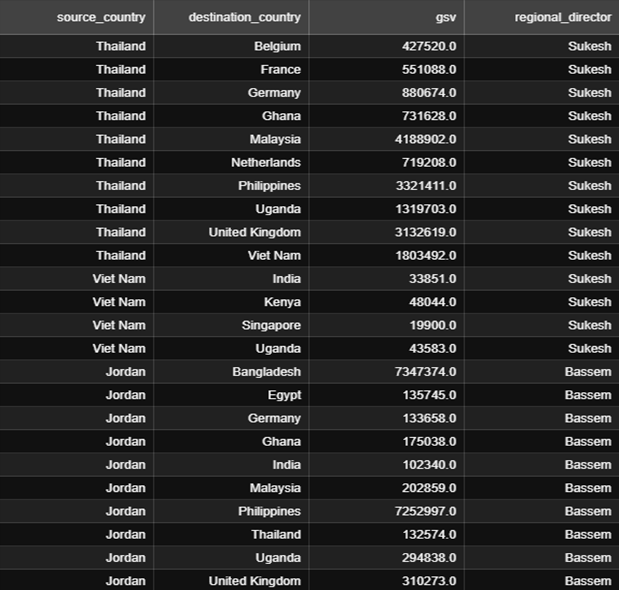 source_country destination_country gsv regional_director
Thailand Belgium 427520.0 Sukesh
Thailand France 551088.0 Sukesh
Thailand Germany 880674.0 Sukesh
Thailand Ghana 731628.0 Sukesh
Thailand Malaysia 4188902.0 Sukesh
Thailand Netherlands 719208.0 Sukesh
Thailand Philippines 3321411.0 Sukesh
Thailand Uganda 1319703.0 Sukesh
Thailand United Kingdom 3132619.0 Sukesh
Thailand Viet Nam 1803492.0 Sukesh
Viet Nam India 33851.0 Sukesh
Viet Nam Kenya 48044.0 Sukesh
Viet Nam Singapore 19900.0 Sukesh
Viet Nam Uganda 43583.0 Sukesh
Jordan Bangladesh 7347374.0 Bassem
Jordan Egypt 135745.0 Bassem
Jordan Germany 133658.0 Bassem
Jordan Ghana 175038.0 Bassem
Jordan India 102340.0 Bassem
Jordan Malaysia 202859.0 Bassem
Jordan Philippines 7252997.0 Bassem
Jordan Thailand 132574.0 Bassem
Jordan Uganda 294838.0 Bassem
Jordan United Kingdom 310273.0 Bassem